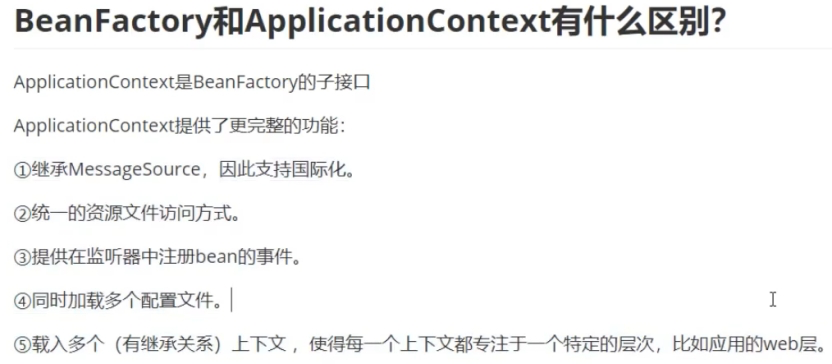 BeanFactory和ApplicationContext有什么区别?
ApplicationContext是BeanFactory的子接口
ApplicationContext提供了更完整的功能：
①继承MessageSource，因此支持国际化。
②统一的资源文件访问方式。
③提供在监听器中注册bean的事件。
④同时加载多个配置文件。
⑤载入多个（有继承关系）上下文 ，使得每一个上下文都专注于一个特定的层次，比如应用的web层。